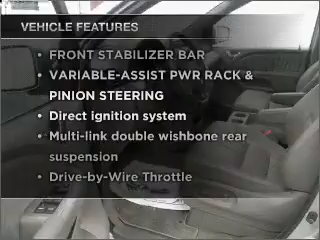 VEHICLE FEATURES
• FRONT STABILIZER BAR
• VARIABLE-ASSIST PWR RACK &
PINION STEERING
• Direct ignition system
• Multi-link double wishbone rear
suspension
• Drive-by-Wire Throttle